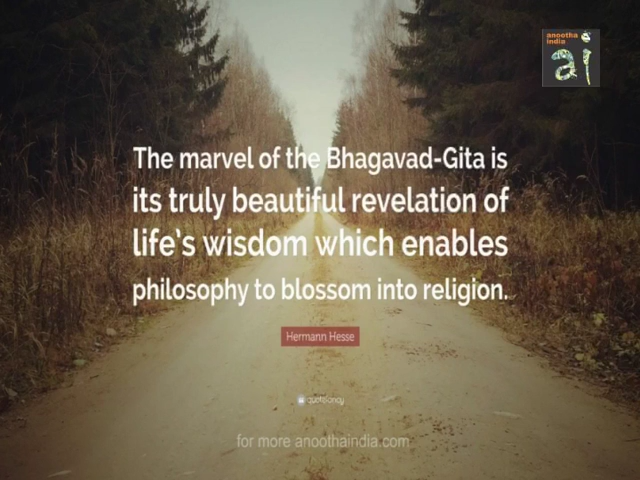 anootha
india
ai
The marvel of the Bhagavad-Gita is
its truly beautiful revelation of
life's wisdom which enables
philosophy to blossom into religion.
Hermann Hesse
quotefancy
for more anoothaindia.com